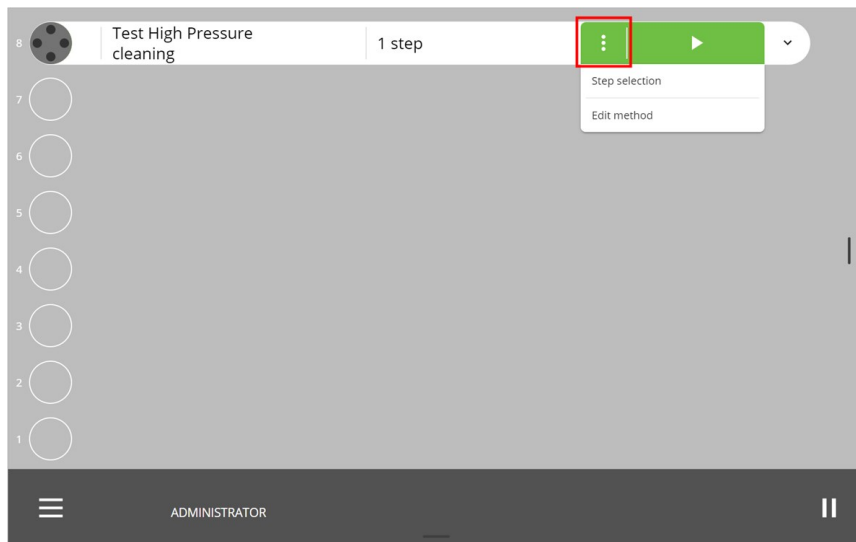 8
Test High Pressure
cleaning
1 step
Step selection
Edit method
7
6
5
4
3
2
1
ADMINISTRATOR